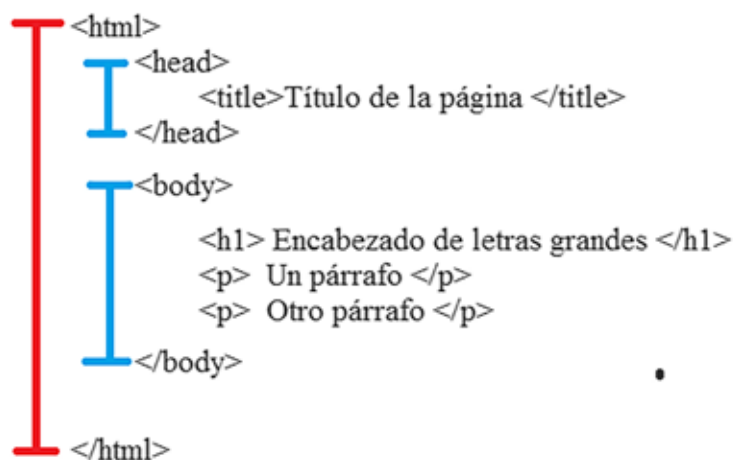 <html>
<head>
<title>Título de la página </title>
</head>
<body>
<h1> Encabezado de letras grandes </h1>
<p> Un párrafo </p>
<p> Otro párrafo </p>
</body>
</html>